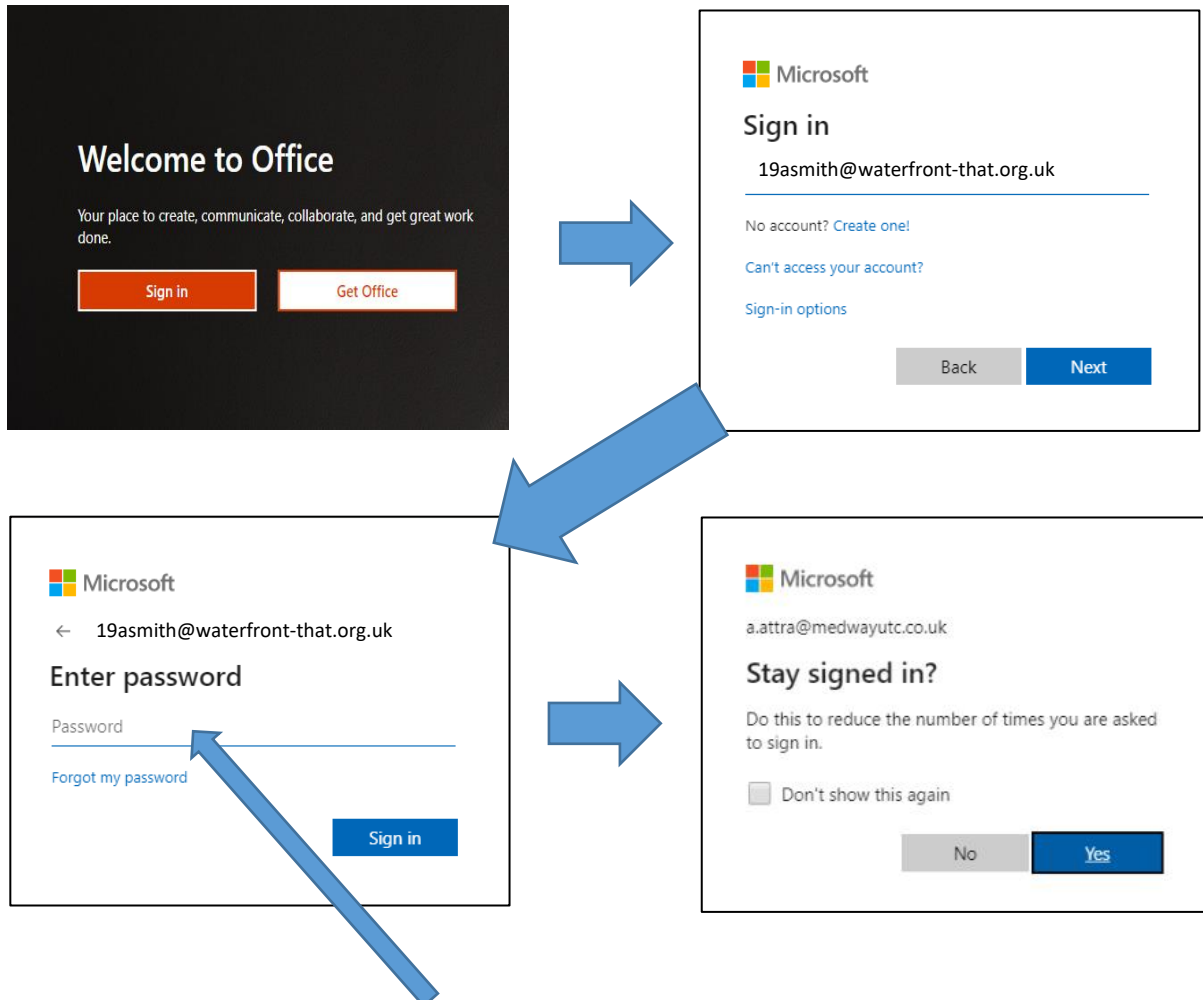 Welcome to Office
Your place to create, communicate, collaborate, and get great work
done.
Sign in
Get Office
Microsoft
Sign in
19asmith@waterfront-that.org.uk
No account? Create one!
Can't access your account?
Sign-in options
Back
Next
Microsoft
← 19asmith@waterfront-that.org.uk
Enter password
Password
Forgot my password
Sign in
Microsoft
a.attra@medwayutc.co.uk
Stay signed in?
Do this to reduce the number of times you are asked
to sign in.
Don't show this again
No
Yes